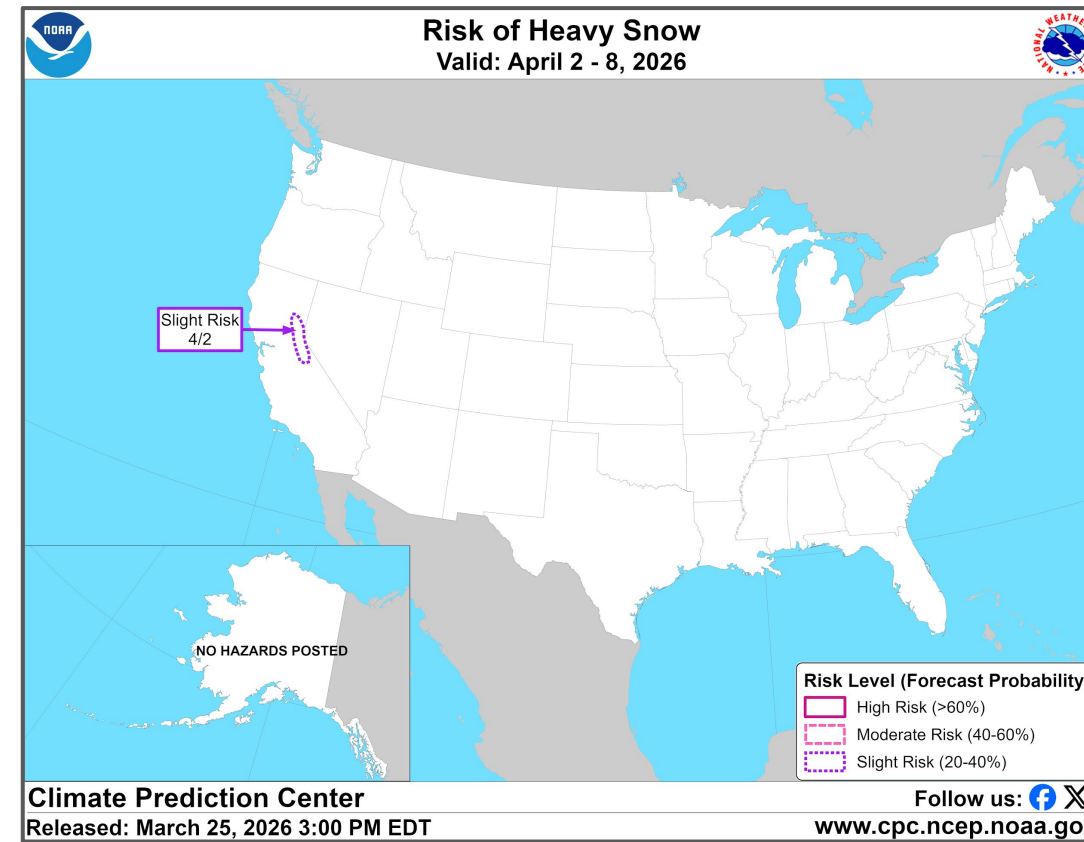 NOAA
Risk of Heavy Snow
Valid: April 2 - 8, 2026
NATIONAL WEATHE
Slight Risk
4/2
NO HAZARDS POSTED
Risk Level (Forecast Probability
High Risk (>60%)
Moderate Risk (40-60%)
Slight Risk (20-40%)
Climate Prediction Center
Follow us:
Released: March 25, 2026 3:00 PM EDT
www.cpc.ncep.noaa.go